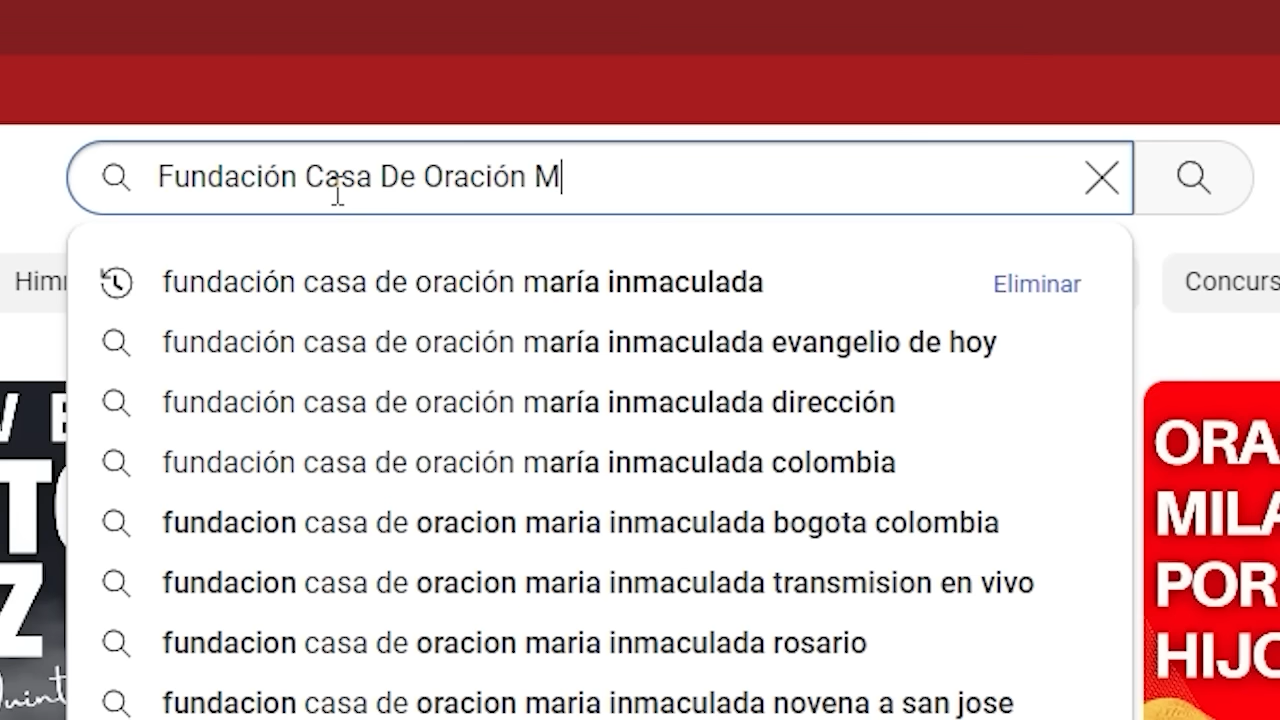 Fundación Casa De Oración M
fundación casa de oración maría inmaculada
Eliminar
fundación casa de oración maría inmaculada evangelio de hoy
fundación casa de oración maría inmaculada dirección
fundación casa de oración maría inmaculada colombia
fundacion casa de oracion maria inmaculada bogota colombia
fundacion casa de oracion maria inmaculada transmision en vivo
fundacion casa de oracion maria inmaculada rosario
fundacion casa de oracion maria inmaculada novena a san jose
Concurs
ORA
MILA
POR
HIJO